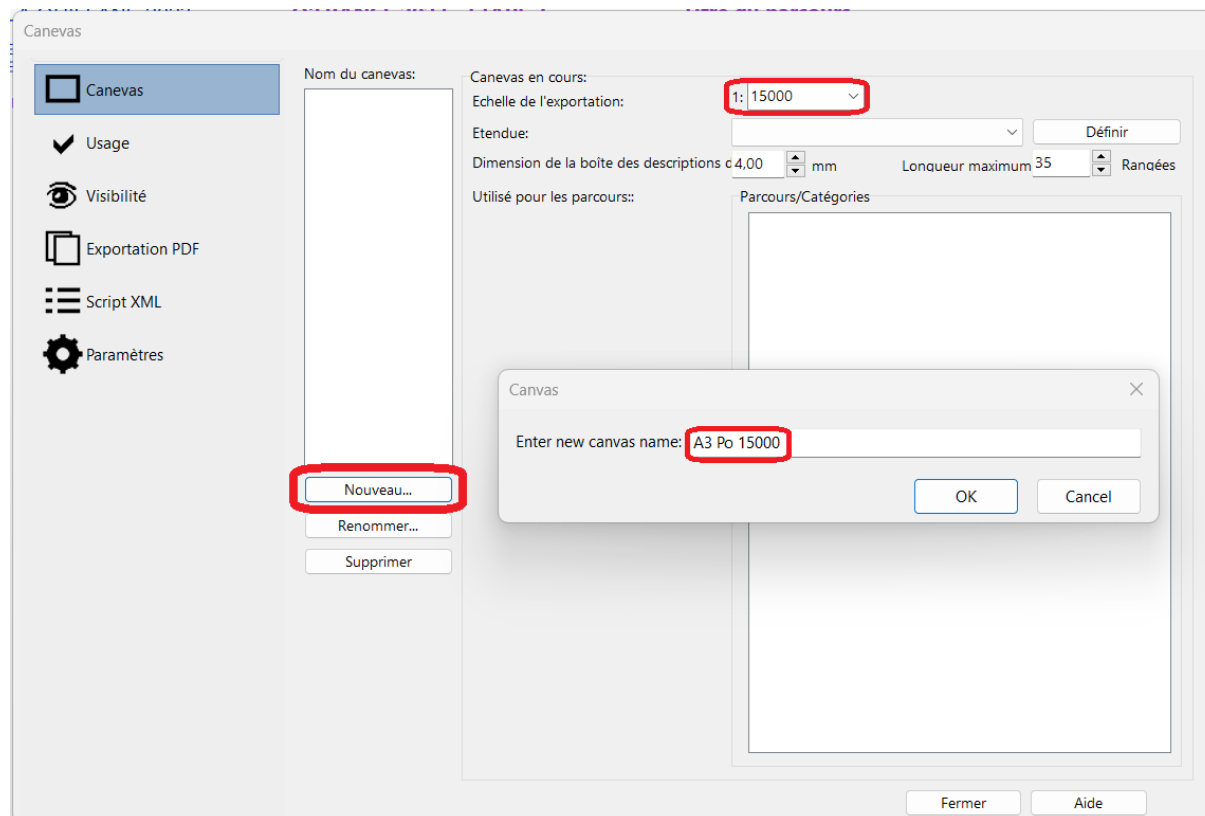 Canevas
Canevas
Usage
Visibilité
Exportation PDF
Script XML
Paramètres
Nom du canevas:
Nouveau...
Renommer...
Supprimer
Canevas en cours:
Echelle de l'exportation:
1: 15000
Etendue:
Définir
Dimension de la boîte des descriptions d 4,00 mm Longueur maximum 35 Rangées
Utilisé pour les parcours::
Parcours/Catégories
Canvas
Enter new canvas name: A3 Po 15000
OK
Cancel
Fermer
Aide